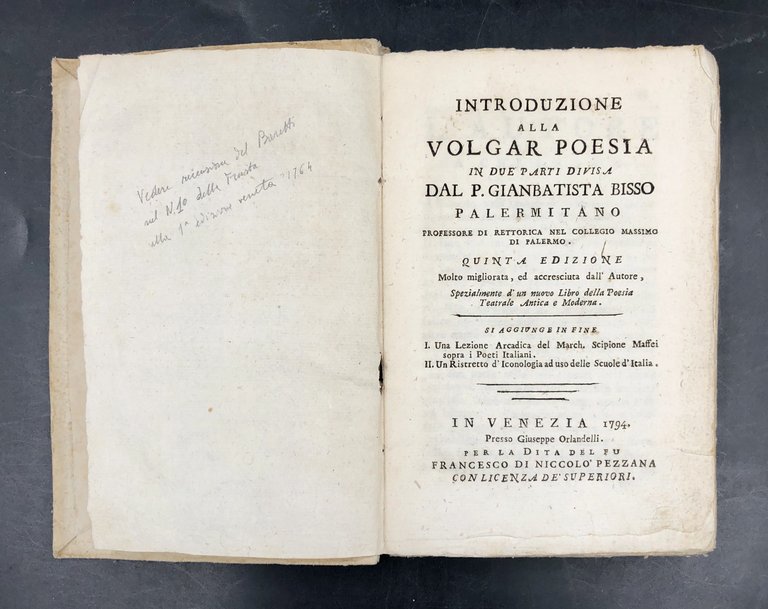 Vedere recensione del Baretti
nel N.10 della Frusta
alla 1ª edizione veneta 1764
INTRODUZIONE
ALLA
VOLGAR POESIA
IN DUE PARTI DIVISA
DAL P. GIANBATISTA BISSO
PALERMITANO
PROFESSORE DI RETTORICA NEL COLLEGIO MASSIMO
DI PALERMO.
QUINTA EDIZIONE
Molto migliorata, ed accresciuta dall' Autore,
Spezialmente d'un nuovo Libro della Poesia
Teatrale Antica e Moderna.
SI AGGIUNGE IN FINE
I. Una Lezione Arcadica del March. Scipione Maffei
sopra i Poeti Italiani.
II. Un Ristretto d'Iconologia ad uso delle Scuole d'Italia.
IN VENEZIA 1794.
Presso Giuseppe Orlandelli.
PER LA DITA DEL FU
FRANCESCO DI NICCOLO' PEZZANA
CON LICENZA DE' SUPERIORI.